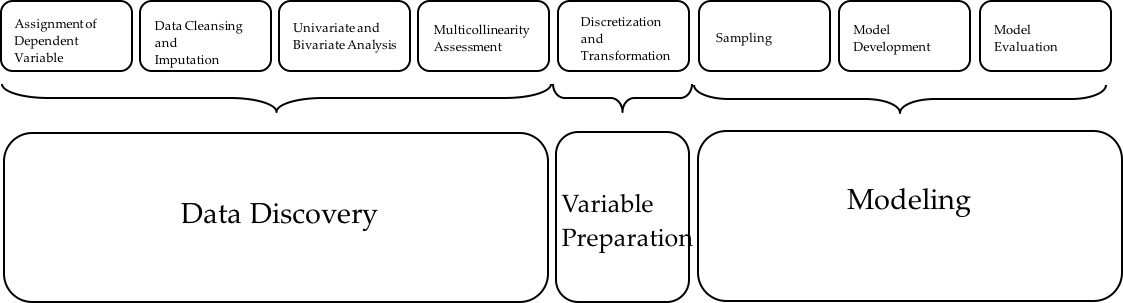 Assignment of
Dependent
Variable
Data Cleansing
and
Imputation
Univariate and
Bivariate Analysis
Multicollinearity
Assessment
Discretization
and
Transformation
Sampling
Model
Development
Model
Evaluation
Data Discovery
Variable
Preparation
Modeling